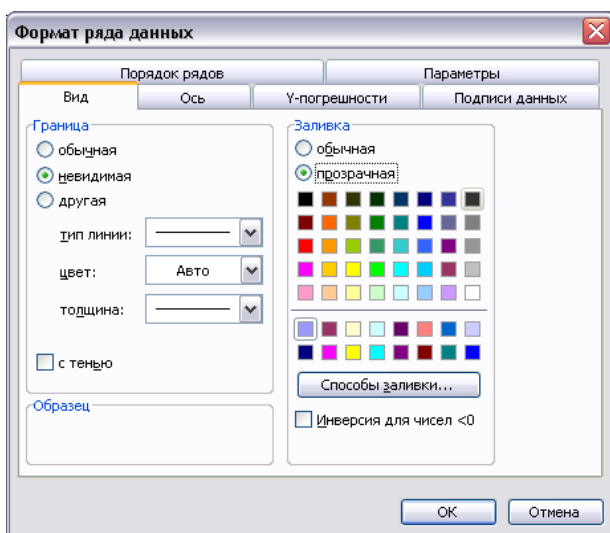 Формат ряда данных
Порядок рядов
Параметры
Вид
Ось
Y-погрешности
Подписи данных
Граница
обычная
невидимая
другая
тип линии:
цвет:
Авто
толщина:
с тенью
Образец
Заливка
обычная
прозрачная
Способы заливки...
Инверсия для чисел <0
ОК
Отмена